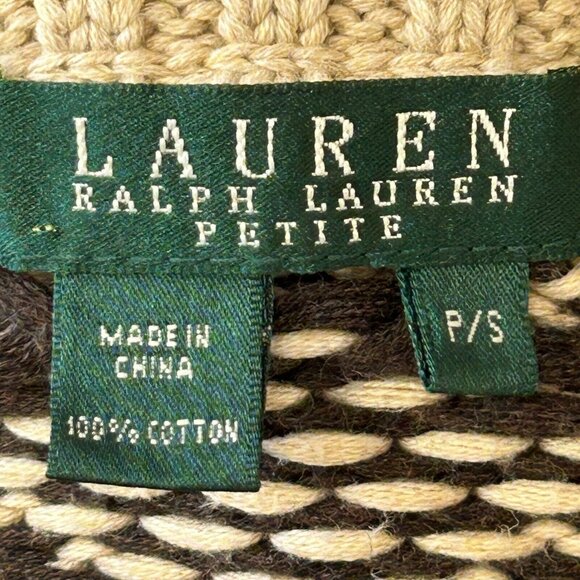 LAUREN
RALPH LAUREN
PETITE
MADE IN
CHINA
100% COTTON
P/S